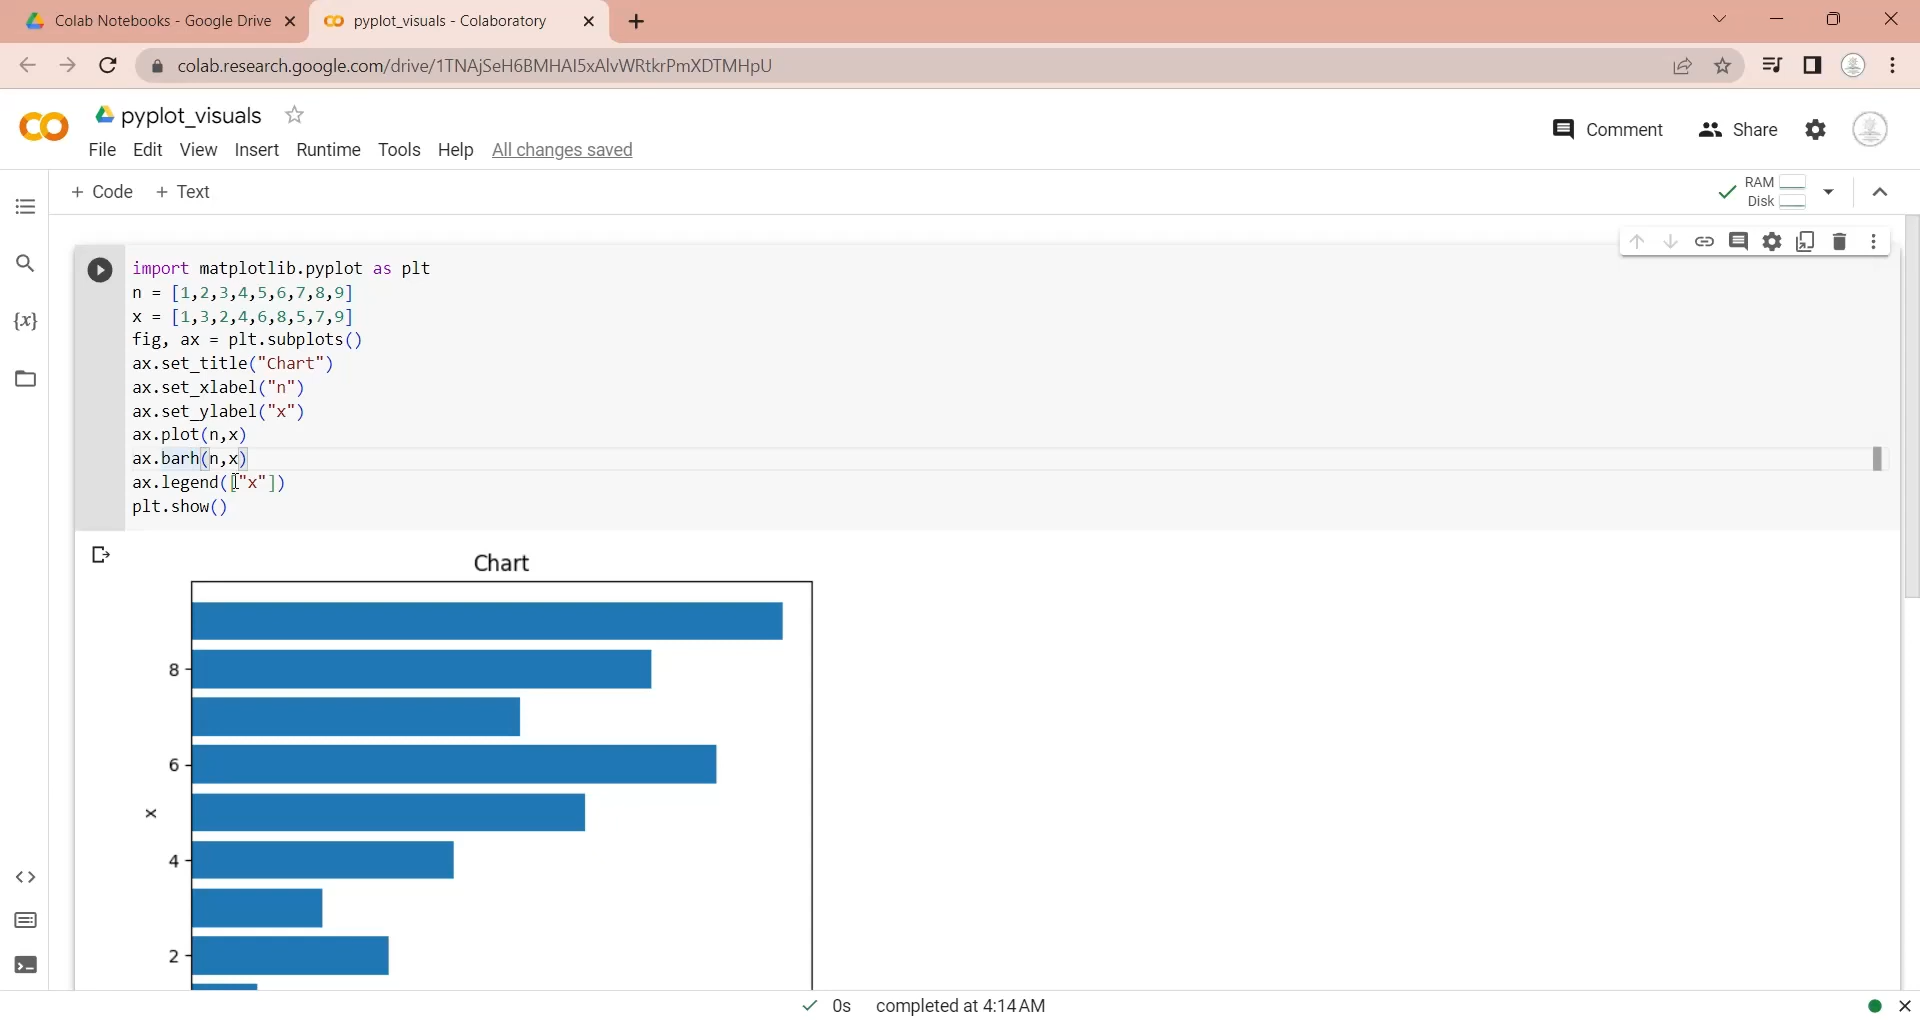 Colab Notebooks - Google Drive
pyplot_visuals - Colaboratory
colab.research.google.com/drive/1TNAjSeH6BMHAI5xAlvWRtkrPmXDTMHpU
pyplot_visuals
File Edit View Insert Runtime Tools Help All changes saved
Comment
Share
+ Code + Text
RAM
Disk
{x}
import matplotlib.pyplot as plt
n = [1,2,3,4,5,6,7,8,9]
x = [1,3,2,4,6,8,5,7,9]
fig, ax = plt.subplots()
ax.set_title("Chart")
ax.set_xlabel("n")
ax.set_ylabel("x")
ax.plot(n,x)
ax.barh(n,x)
ax.legend(["x"])
plt.show()
Chart
8
6
x
4
2
0s completed at 4:14 AM